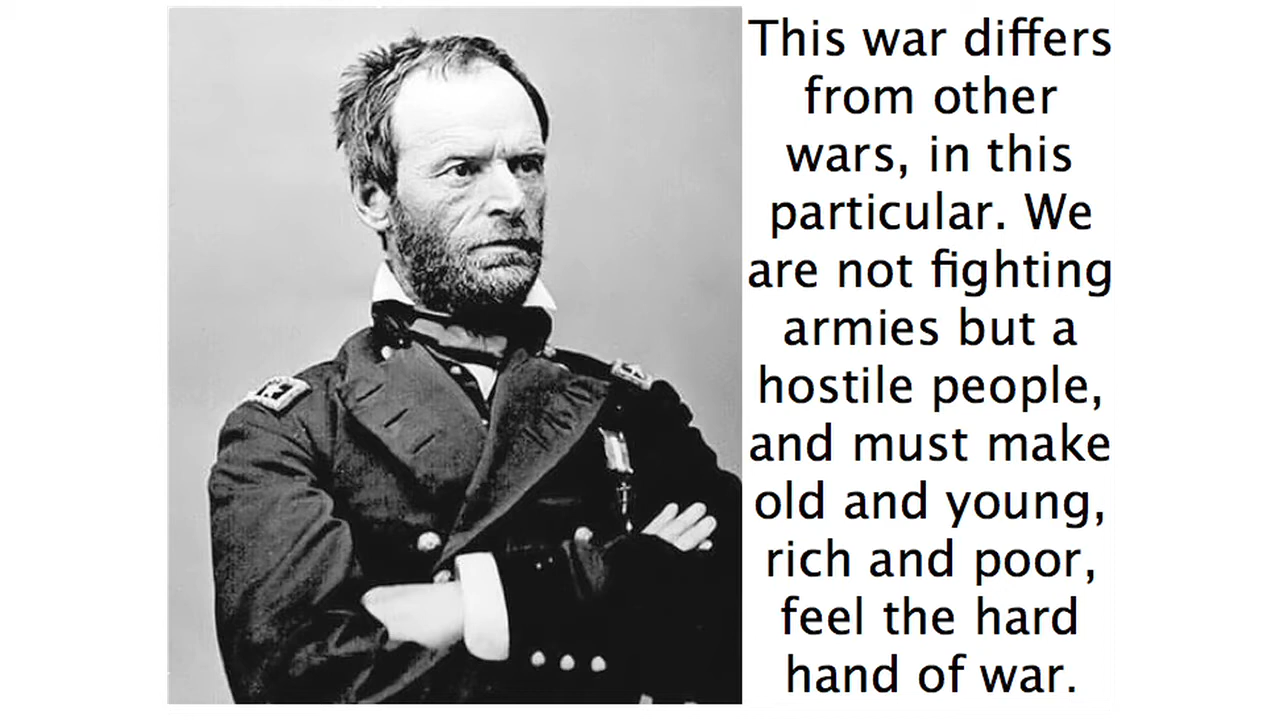 This war differs
from other
wars, in this
particular. We
are not fighting
armies but a
hostile people,
and must make
old and young,
rich and poor,
feel the hard
hand of war.